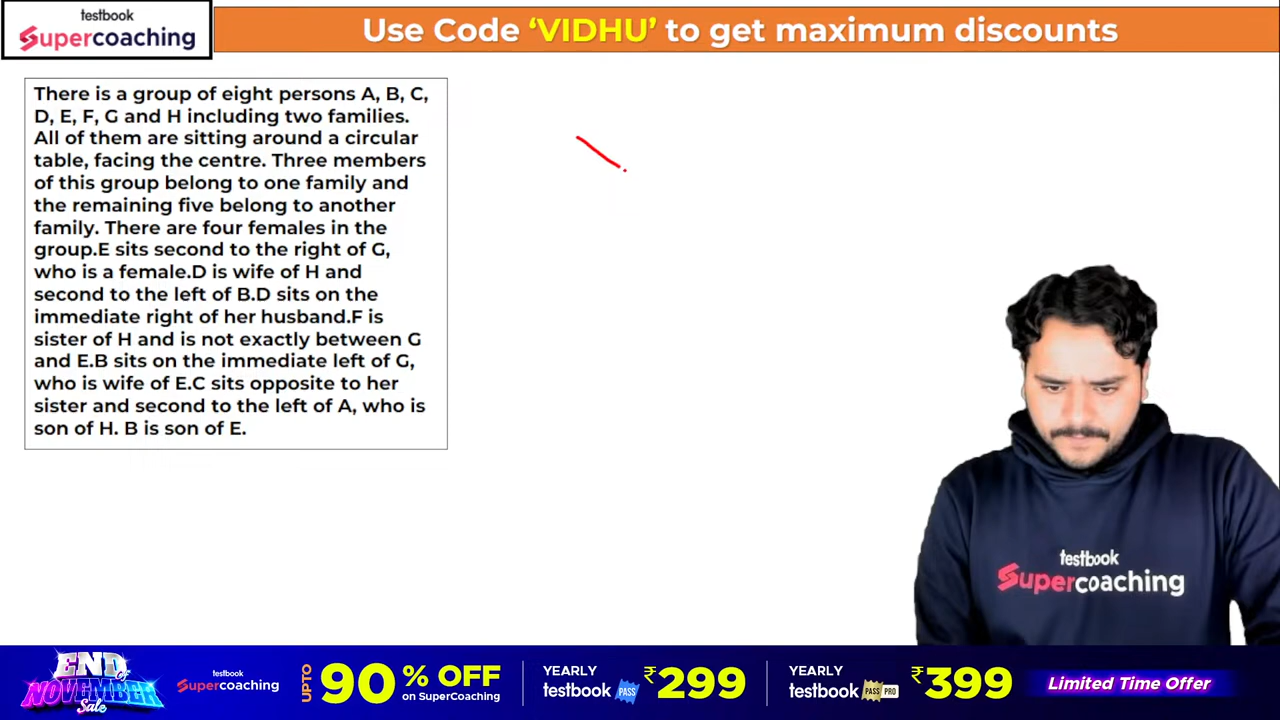 testbook
Supercoaching
Use Code ‘VIDHU’ to get maximum discounts
There is a group of eight persons A, B, C,
D, E, F, G and H including two families.
All of them are sitting around a circular
table, facing the centre. Three members
of this group belong to one family and
the remaining five belong to another
family. There are four females in the
group.E sits second to the right of G,
who is a female.D is wife of H and
second to the left of B.D sits on the
immediate right of her husband.F is
sister of H and is not exactly between G
and E.B sits on the immediate left of G,
who is wife of E.C sits opposite to her
sister and second to the left of A, who is
son of H. B is son of E.
testbook
Supercoaching
END of
NOVEMBER
Sale
testbook
Supercoaching
UPTO 90% OFF
on SuperCoaching
YEARLY
testbook PASS
₹299
YEARLY
testbook PASS PRO
₹399
Limited Time Offer